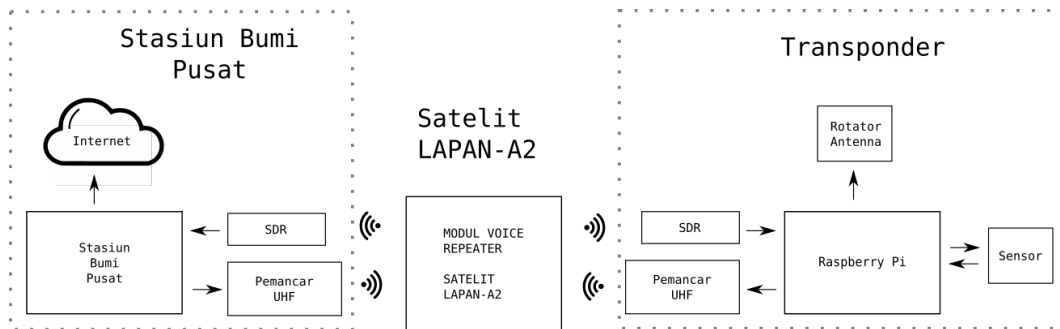 Stasiun Bumi
Pusat
Internet
Stasiun
Bumi
Pusat
SDR
Pemancar
UHF
Satelit
LAPAN-A2
MODUL VOICE
REPEATER
SATELIT
LAPAN-A2
Transponder
Rotator
Antenna
SDR
Pemancar
UHF
Raspberry Pi
Sensor